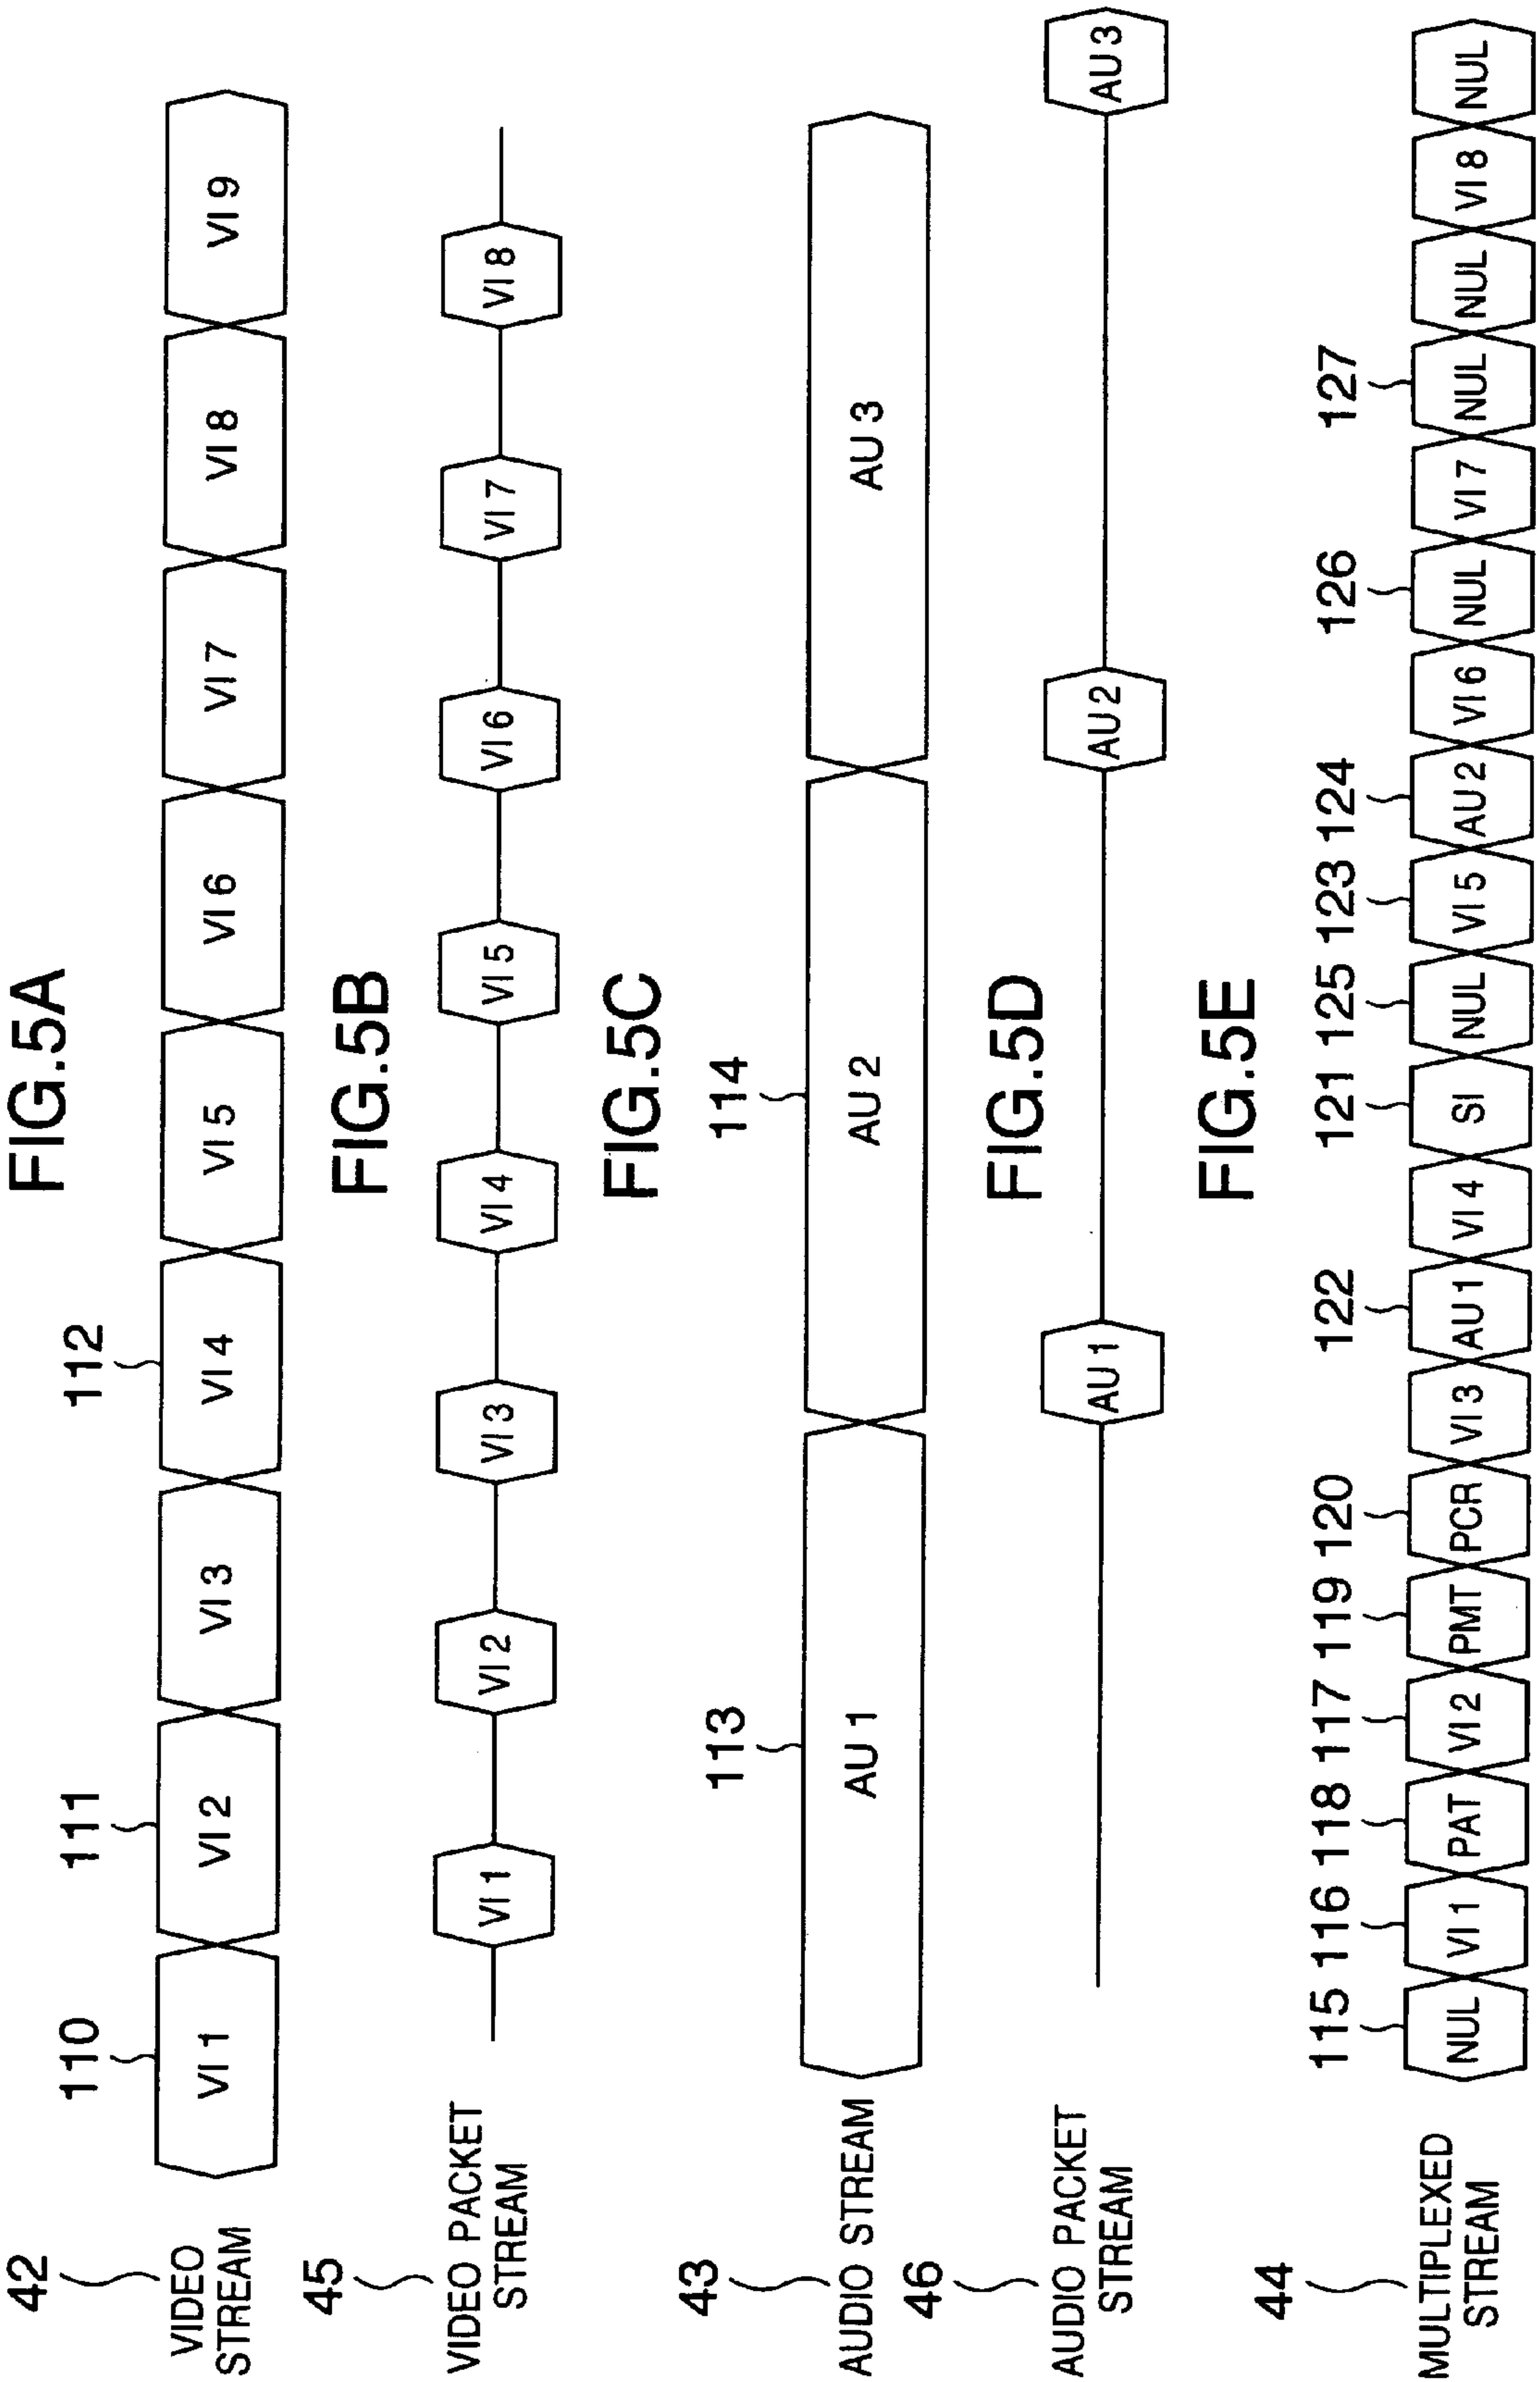 FIG.5A
110
111
112
42
VIDEO
STREAM
VI 1
VI 2
VI 3
VI 4
VI 5
VI 6
VI 7
VI 8
VI 9
FIG.5B
45
VIDEO PACKET
STREAM
VI 1
VI 2
VI 3
VI 4
VI 5
VI 6
VI 7
VI 8
FIG.5C
113
114
43
AUDIO STREAM
AU 1
AU 2
AU 3
FIG.5D
46
AUDIO PACKET
STREAM
AU 1
AU 2
AU 3
FIG.5E
115
116
118
117
119
120
122
121
125
123
124
126
127
44
MULTIPLEXED
STREAM
NUL
VI 1
PAT
VI 2
PMT
PCR
VI 3
AU 1
VI 4
SI
NUL
VI 5
AU 2
VI 6
NUL
VI 7
NUL
NUL
VI 8
NUL